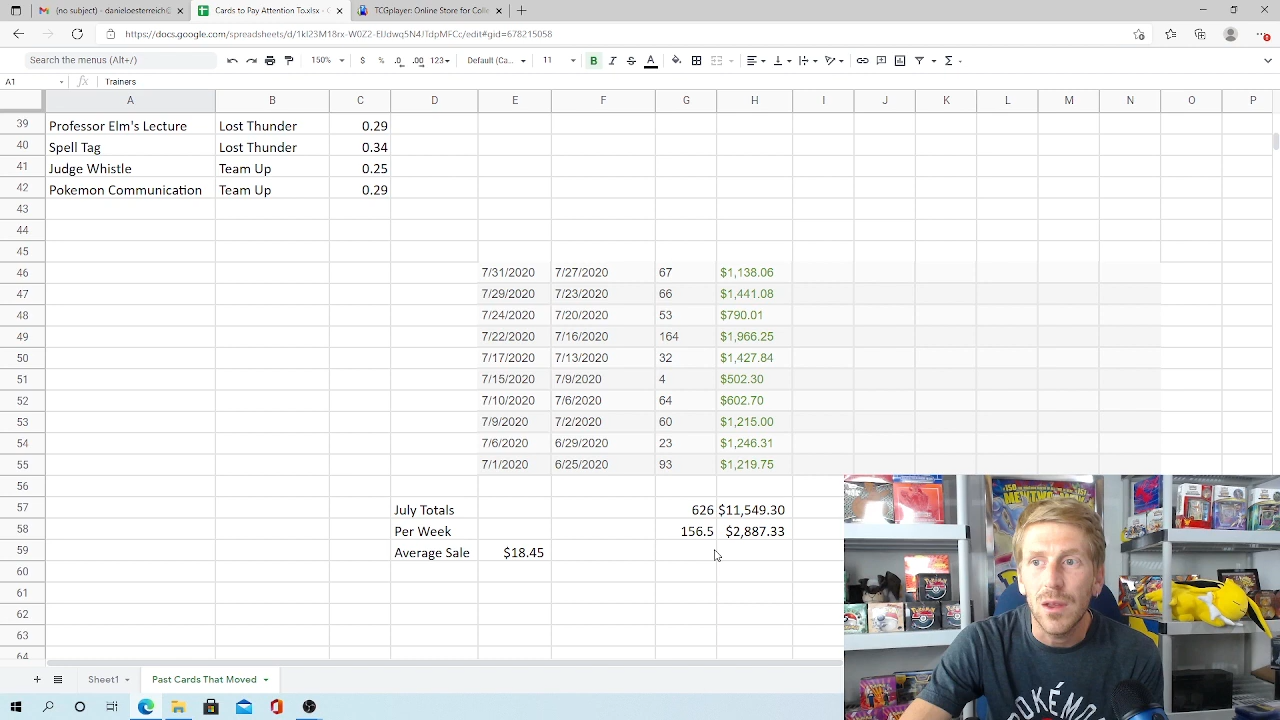 (no subject) - danieloesterreich@
Cards to Pay Attention To.xlsx -
TCGplayer: Online Store for Colle
https://docs.google.com/spreadsheets/d/1kl23M18rx-W0Z2-EUdwq5N4JTdpMFCc/edit#gid=678215058
Search the menus (Alt+/) 150% $ % .0 .00 123 Default (Ca... 11 B I S A
A1 fx Trainers
A B C D E F G H I J K L M N O P
39 Professor Elm's Lecture Lost Thunder 0.29
40 Spell Tag Lost Thunder 0.34
41 Judge Whistle Team Up 0.25
42 Pokemon Communication Team Up 0.29
43
44
45
46 7/31/2020 7/27/2020 67 $1,138.06
47 7/29/2020 7/23/2020 66 $1,441.08
48 7/24/2020 7/20/2020 53 $790.01
49 7/22/2020 7/16/2020 164 $1,966.25
50 7/17/2020 7/13/2020 32 $1,427.84
51 7/15/2020 7/9/2020 4 $502.30
52 7/10/2020 7/6/2020 64 $602.70
53 7/9/2020 7/2/2020 60 $1,215.00
54 7/6/2020 6/29/2020 23 $1,246.31
55 7/1/2020 6/25/2020 93 $1,219.75
56
57 July Totals 626 $11,549.30
58 Per Week 156.5 $2,887.33
59 Average Sale $18.45
60
61
62
63
64
Sheet1 Past Cards That Moved
POKÉM